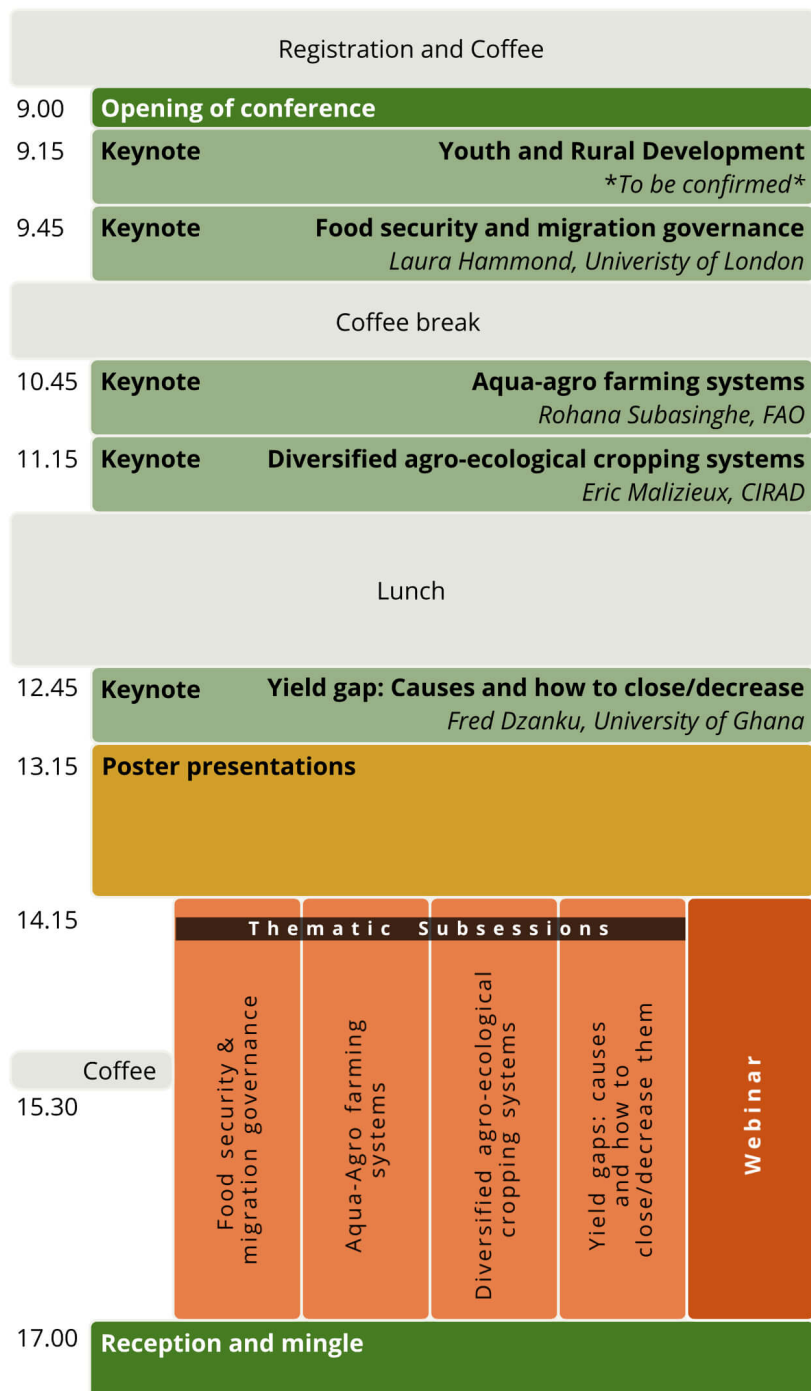 Registration and Coffee
9.00 Opening of conference
9.15 Keynote Youth and Rural Development
*To be confirmed*
9.45 Keynote Food security and migration governance
Laura Hammond, Univeristy of London
Coffee break
10.45 Keynote Aqua-agro farming systems
Rohana Subasinghe, FAO
11.15 Keynote Diversified agro-ecological cropping systems
Eric Malizieux, CIRAD
Lunch
12.45 Keynote Yield gap: Causes and how to close/decrease
Fred Dzanku, University of Ghana
13.15 Poster presentations
14.15
Thematic Subsessions
Food security &
migration governance
Aqua-Agro farming
systems
Diversified agro-ecological
cropping systems
Yield gaps: causes
and how to
close/decrease them
Webinar
Coffee
15.30
17.00 Reception and mingle